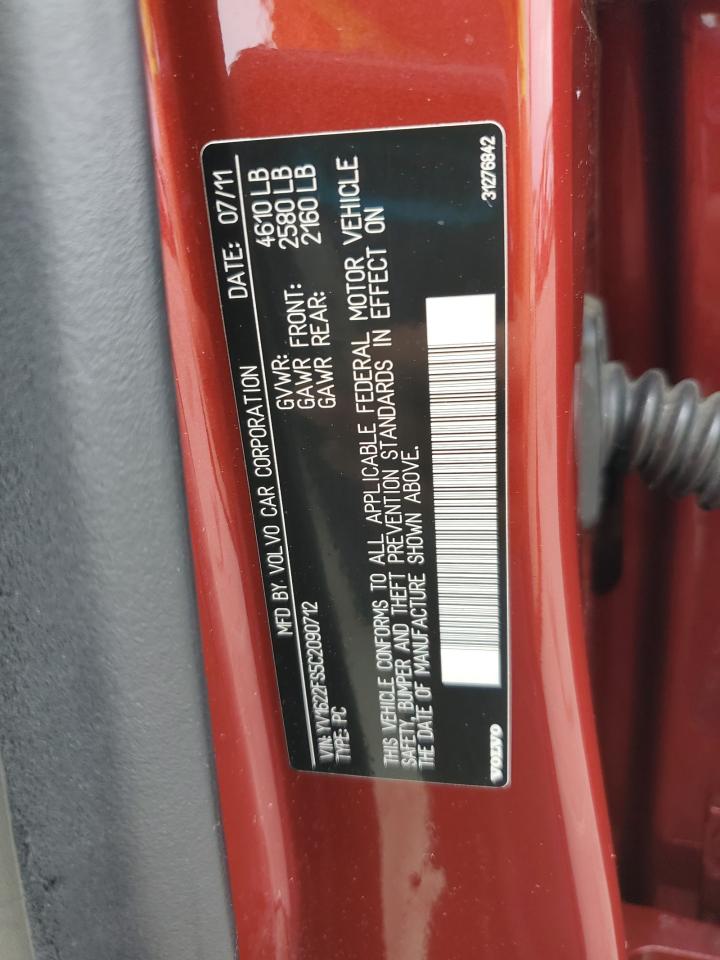 MFD BY: VOLVO CAR CORPORATION DATE: 07/11
GVWR: 4610 LB
GAWR FRONT: 2580 LB
GAWR REAR: 2160 LB
VIN: YV1622FS5C2090712
TYPE: PC
THIS VEHICLE CONFORMS TO ALL APPLICABLE FEDERAL MOTOR VEHICLE
SAFETY, BUMPER AND THEFT PREVENTION STANDARDS IN EFFECT ON
THE DATE OF MANUFACTURE SHOWN ABOVE.
VOLVO 31276842